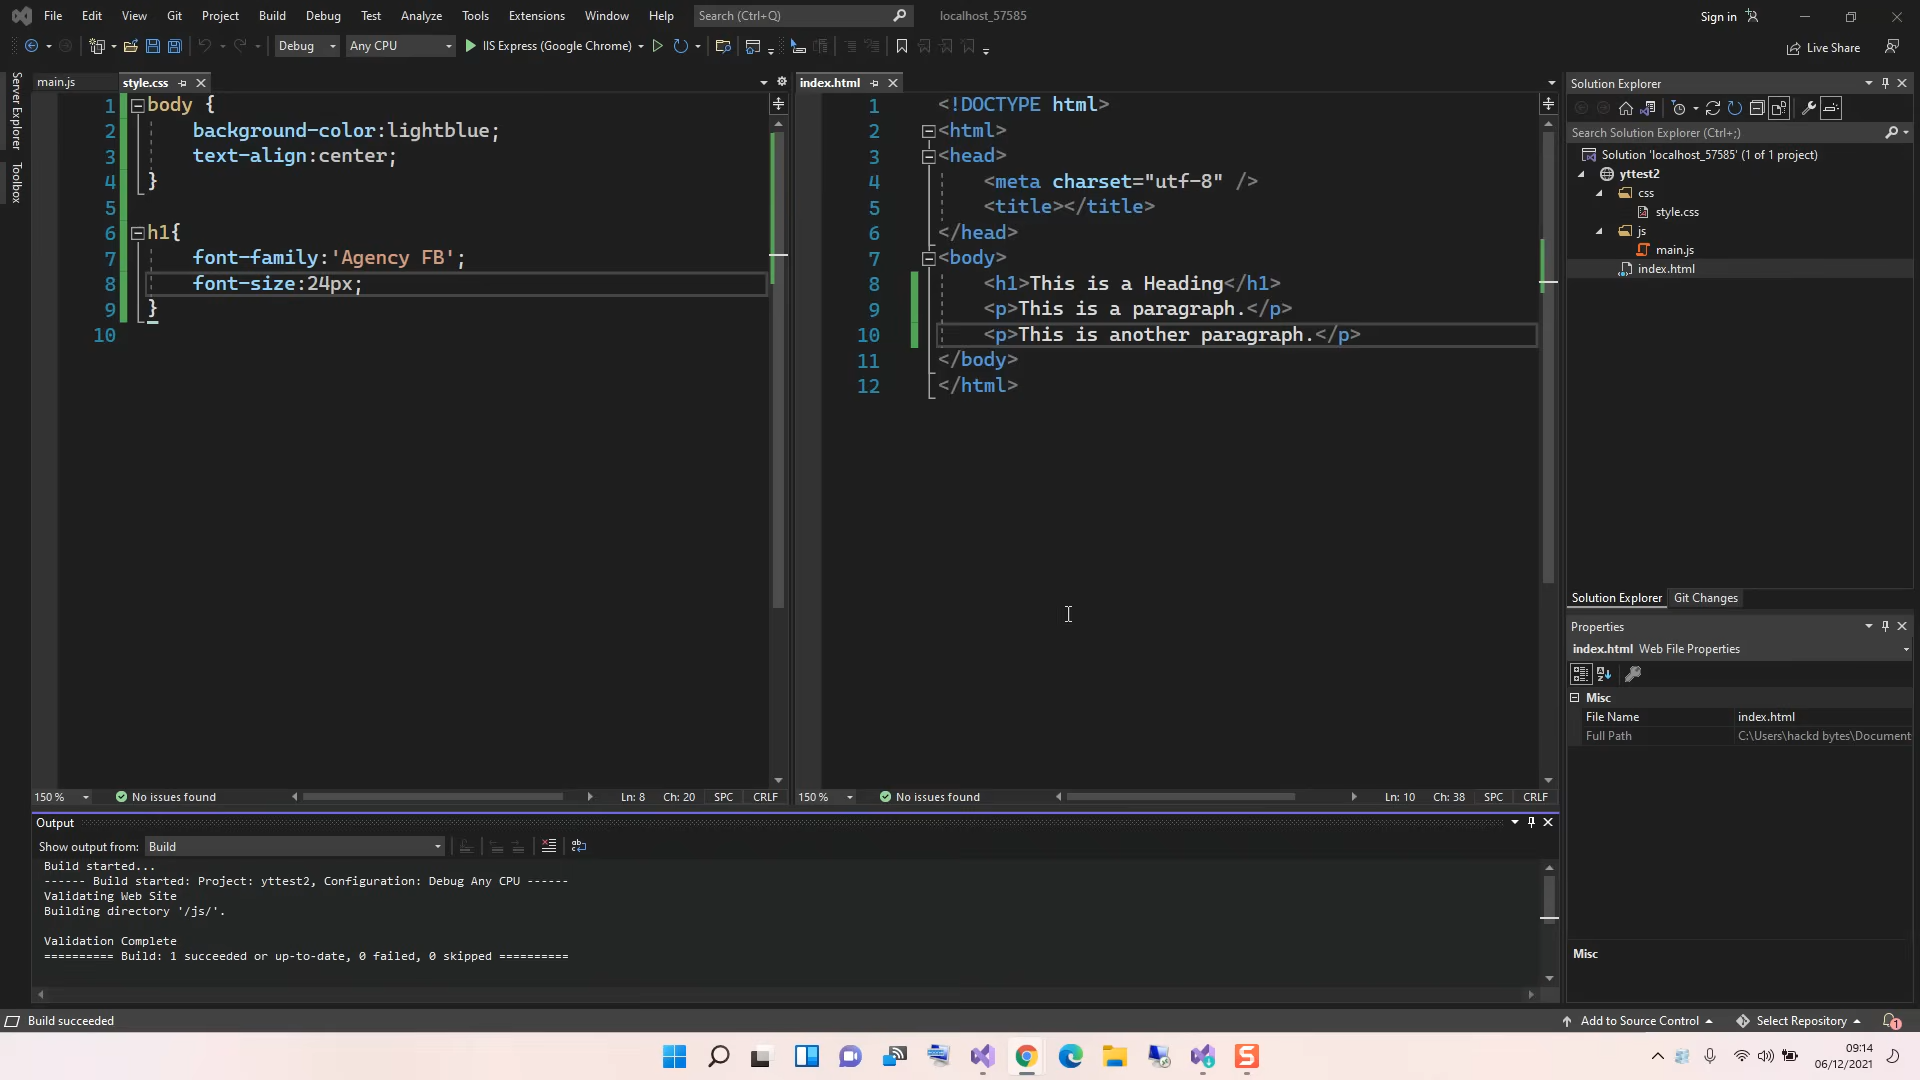 File Edit View Git Project Build Debug Test Analyze Tools Extensions Window Help Search (Ctrl+Q) localhost_57585 Sign in
Debug Any CPU IIS Express (Google Chrome) Live Share
Server Explorer
Toolbox
main.js style.css
1 body {
2 background-color:lightblue;
3 text-align:center;
4 }
5
6 h1{
7 font-family:'Agency FB';
8 font-size:24px;
9 }
10
150 % No issues found Ln: 8 Ch: 20 SPC CRLF
index.html
1 <!DOCTYPE html>
2 <html>
3 <head>
4 <meta charset="utf-8" />
5 <title></title>
6 </head>
7 <body>
8 <h1>This is a Heading</h1>
9 <p>This is a paragraph.</p>
10 <p>This is another paragraph.</p>
11 </body>
12 </html>
150 % No issues found Ln: 10 Ch: 38 SPC CRLF
Solution Explorer
Search Solution Explorer (Ctrl+;)
Solution 'localhost_57585' (1 of 1 project)
yttest2
css
style.css
js
main.js
index.html
Solution Explorer Git Changes
Properties
index.html Web File Properties
Misc
File Name index.html
Full Path C:\Users\hackd bytes\Document
Misc
Output
Show output from: Build
Build started...
------ Build started: Project: yttest2, Configuration: Debug Any CPU ------
Validating Web Site
Building directory '/js/'.
Validation Complete
========== Build: 1 succeeded or up-to-date, 0 failed, 0 skipped ==========
Build succeeded Add to Source Control Select Repository 1
S
09:14
06/12/2021